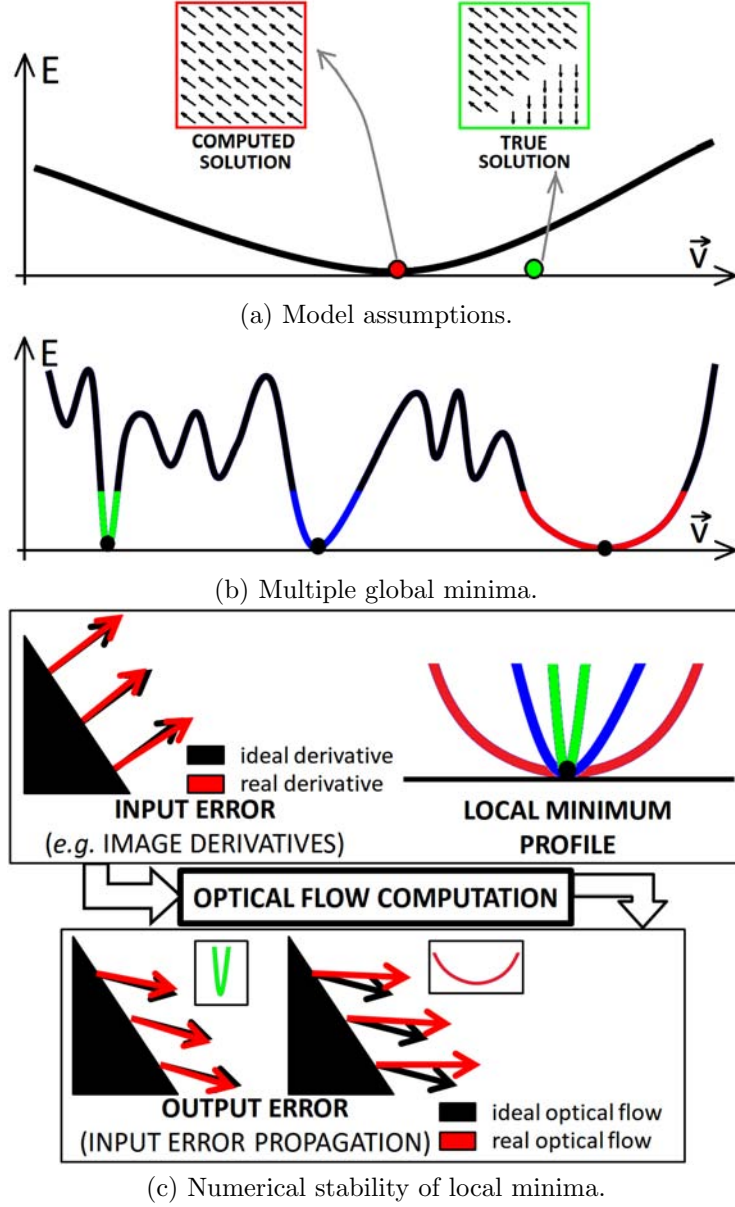 E
COMPUTED
SOLUTION
TRUE
SOLUTION
v
(a) Model assumptions.
E
v
(b) Multiple global minima.
ideal derivative
real derivative
INPUT ERROR
(e.g. IMAGE DERIVATIVES)
LOCAL MINIMUM
PROFILE
OPTICAL FLOW COMPUTATION
OUTPUT ERROR
(INPUT ERROR PROPAGATION)
ideal optical flow
real optical flow
(c) Numerical stability of local minima.